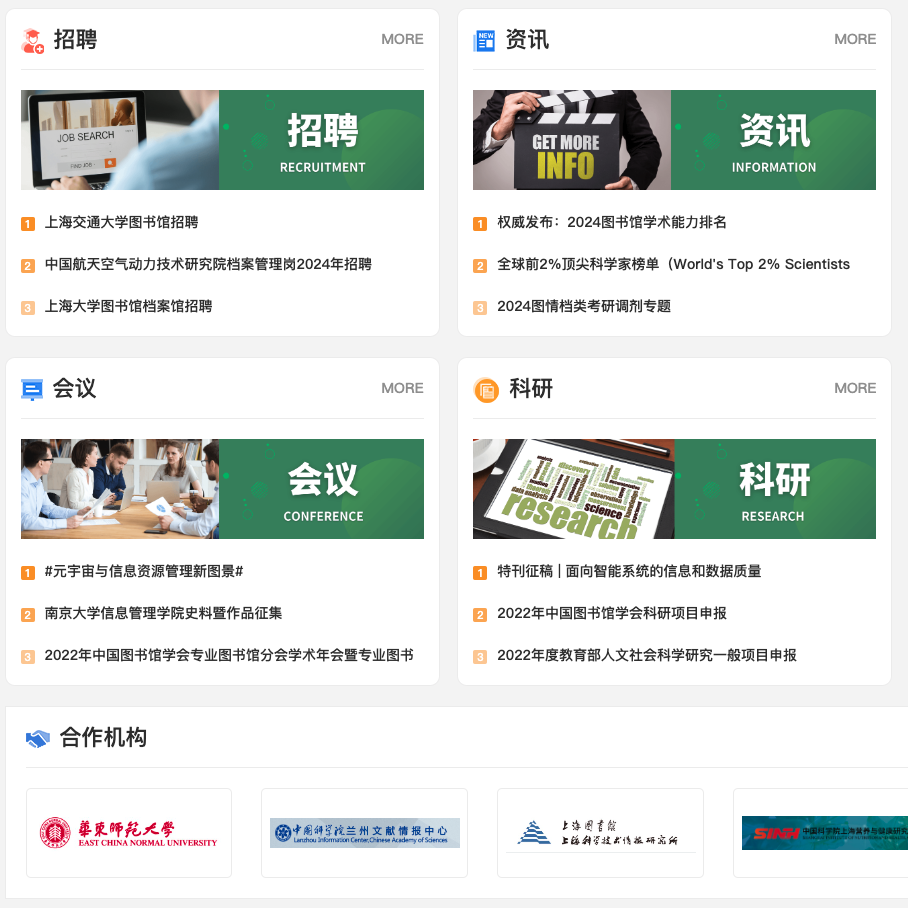 招聘
MORE
JOB SEARCH
FIND JOB
招聘
RECRUITMENT
1 上海交通大学图书馆招聘
2 中国航天空气动力技术研究院档案管理岗2024年招聘
3 上海大学图书馆档案馆招聘
NEW
资讯
MORE
GET MORE
INFO
资讯
INFORMATION
1 权威发布：2024图书馆学术能力排名
2 全球前2%顶尖科学家榜单（World's Top 2% Scientists
3 2024图情档类考研调剂专题
会议
MORE
会议
CONFERENCE
1 #元宇宙与信息资源管理新图景#
2 南京大学信息管理学院史料暨作品征集
3 2022年中国图书馆学会专业图书馆分会学术年会暨专业图书
科研
MORE
discovery
data analysis
observation
science
research
科研
RESEARCH
1 特刊征稿 | 面向智能系统的信息和数据质量
2 2022年中国图书馆学会科研项目申报
3 2022年度教育部人文社会科学研究一般项目申报
合作机构
華東師範大學
EAST CHINA NORMAL UNIVERSITY
中国科学院兰州文献情报中心
Lanzhou Information Center,Chinese Academy of Sciences
上海图书馆
上海科学技术情报研究所
SINH
中国科学院上海营养与健康研究